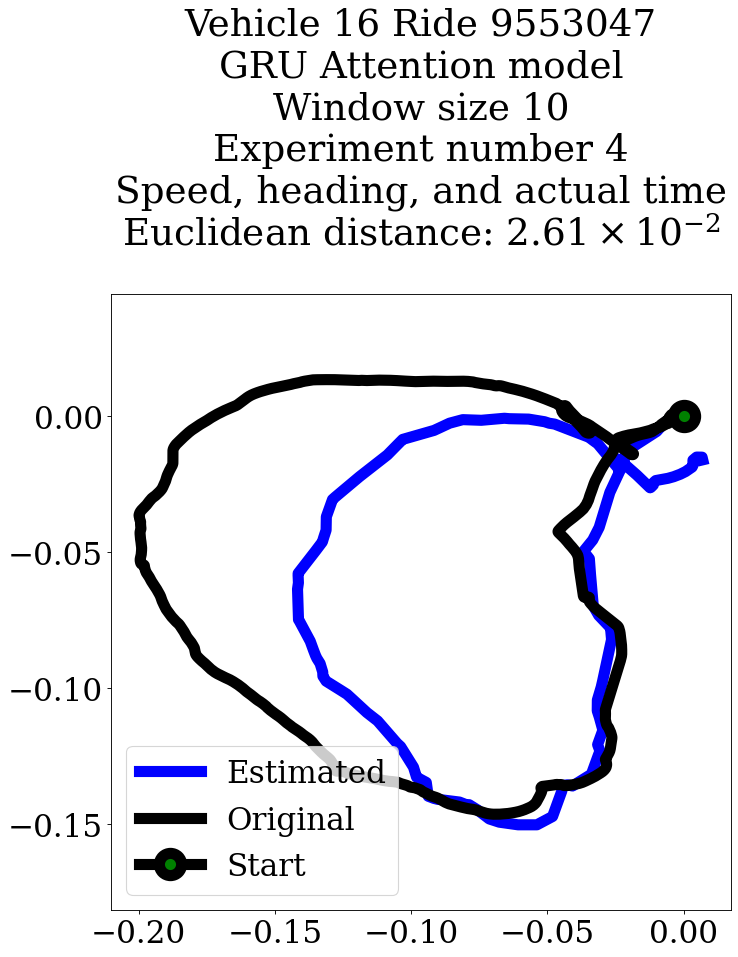 Vehicle 16 Ride 9553047
GRU Attention model
Window size 10
Experiment number 4
Speed, heading, and actual time
Euclidean distance: 2.61 × 10⁻²
0.00
−0.05
−0.10
−0.15
Estimated
Original
Start
−0.20 −0.15 −0.10 −0.05 0.00